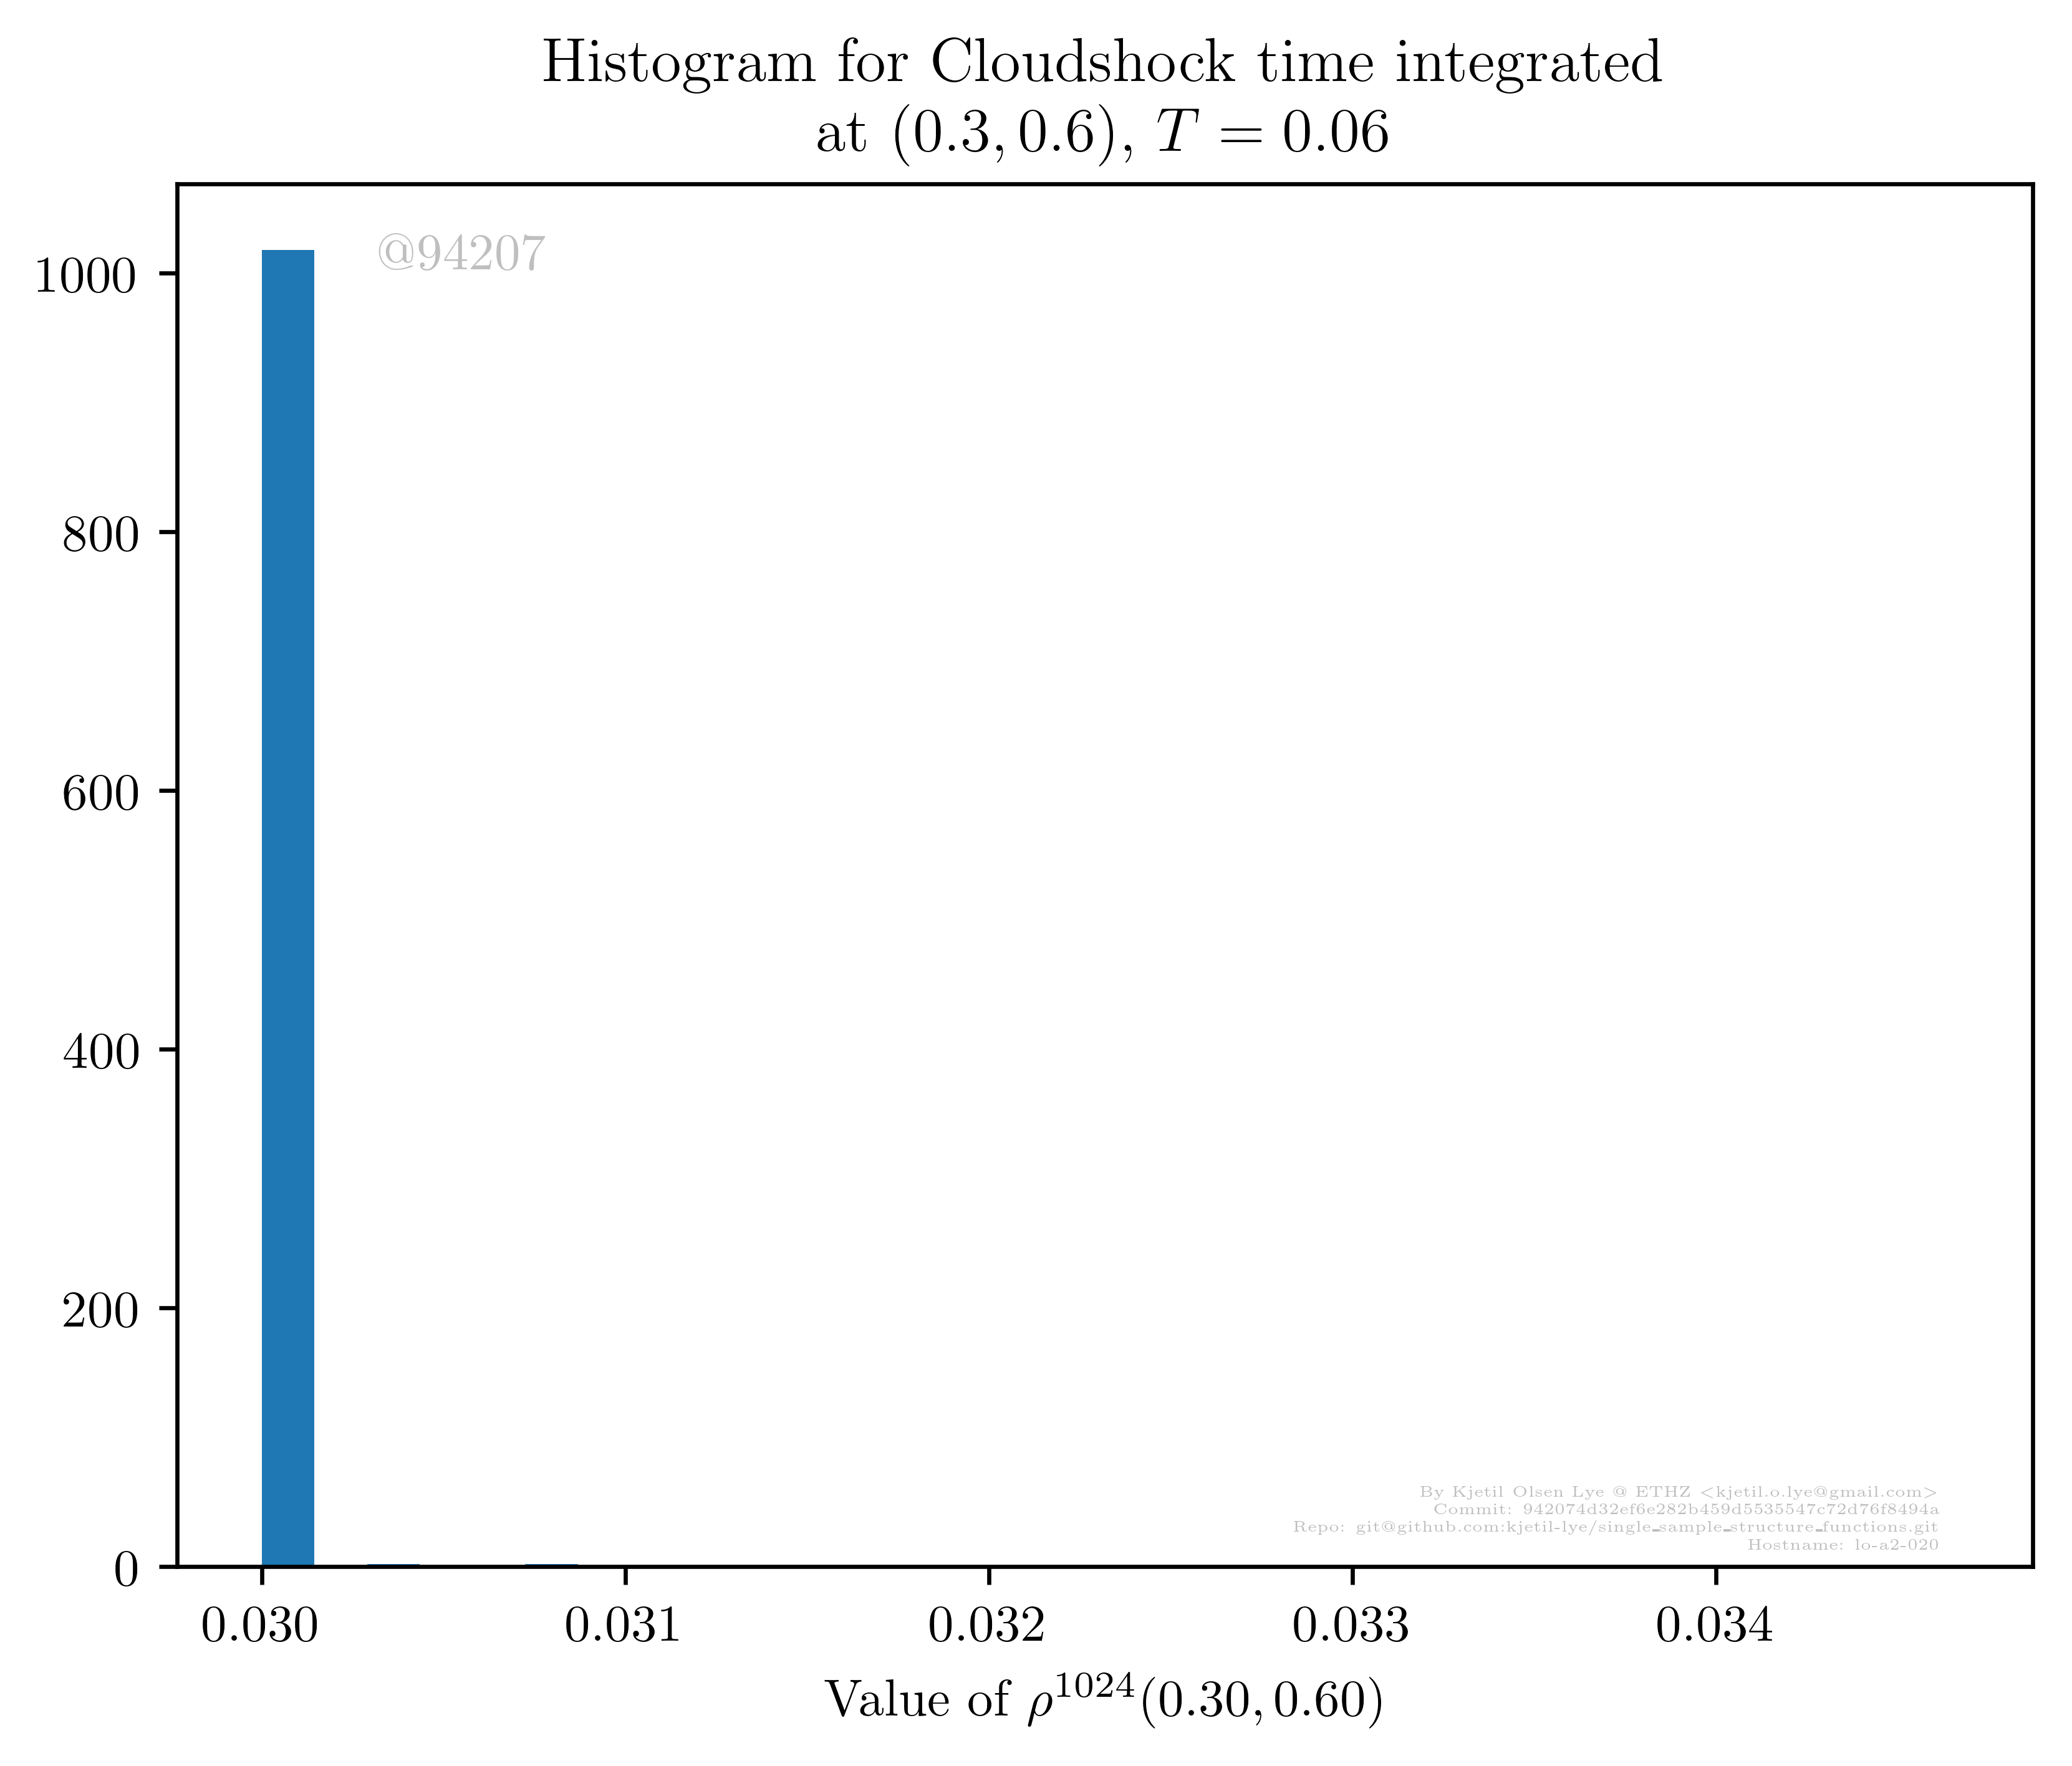 Histogram for Cloudshock time integrated
at (0.3, 0.6), T = 0.06
@94207
1000
800
600
400
200
0
By Kjetil Olsen Lye @ ETHZ <kjetil.o.lye@gmail.com>
Commit: 942074d32ef6e282b459d5535547c72d76f8494a
Repo: git@github.com:kjetil-lye/single_sample_structure_functions.git
Hostname: lo-a2-020
0.030 0.031 0.032 0.033 0.034
Value of ρ^1024(0.30, 0.60)